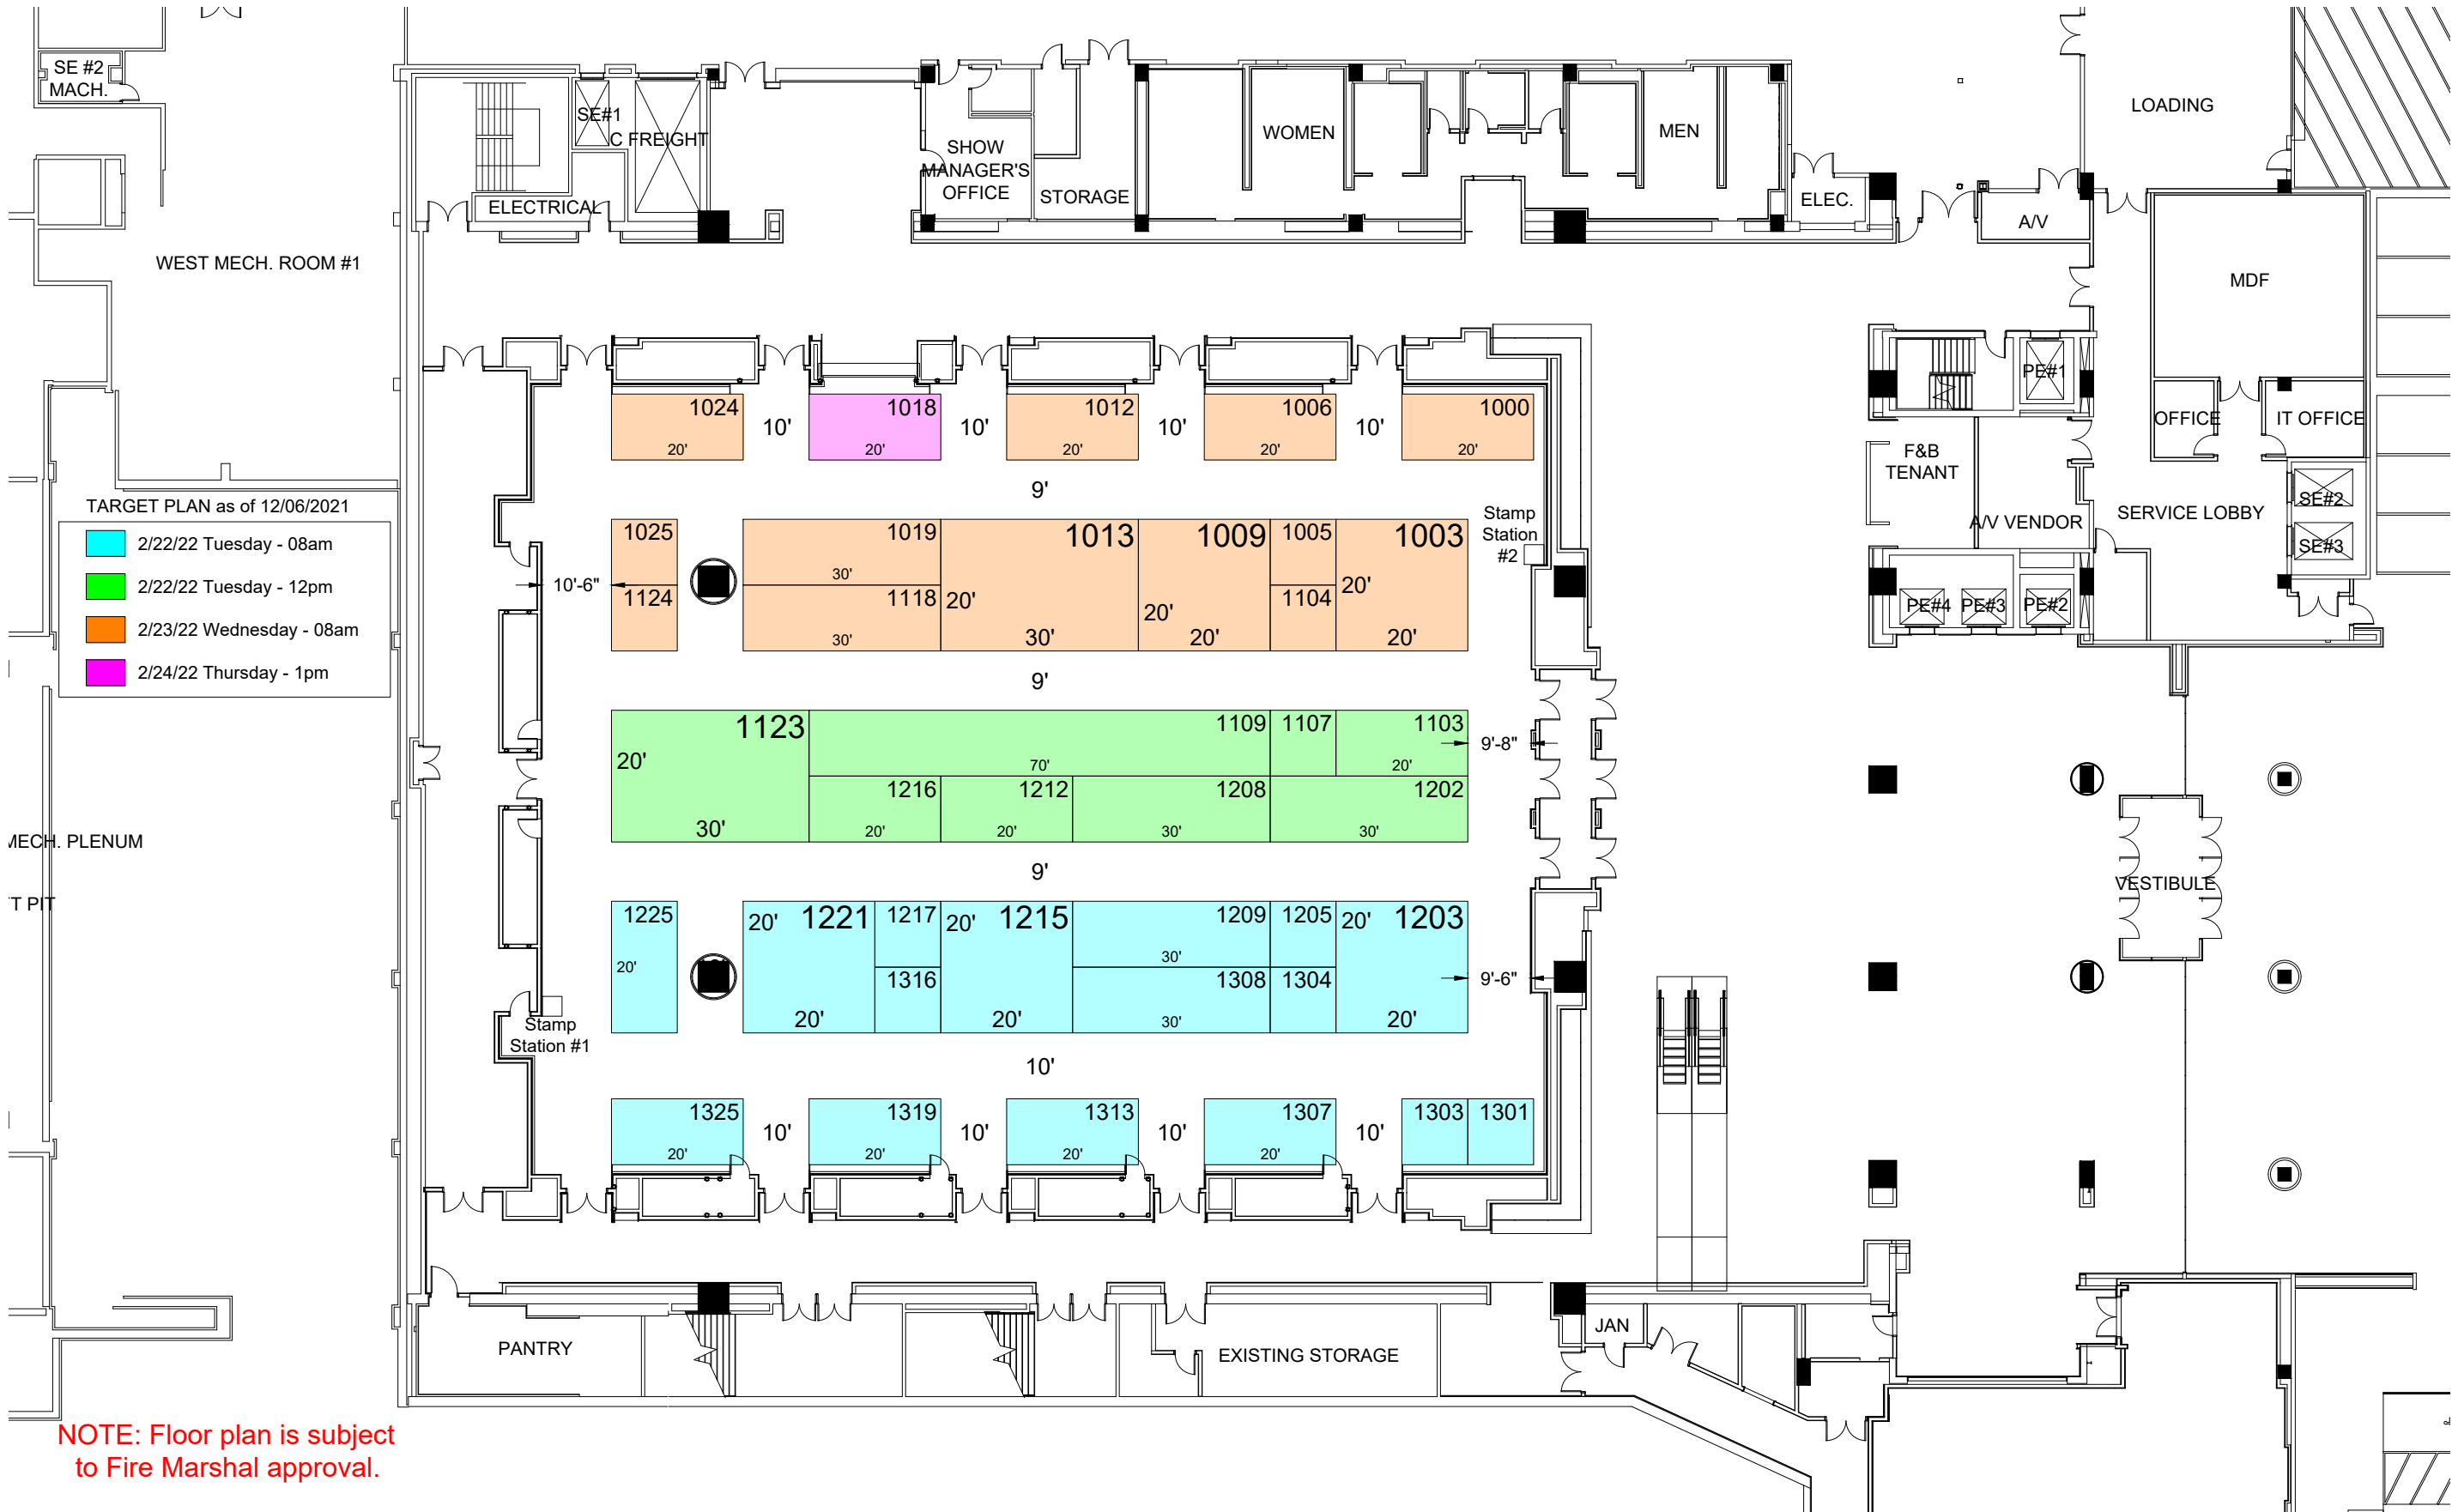 SE #2
MACH.
SE#1
C FREIGHT
ELECTRICAL
SHOW
MANAGER'S
OFFICE
STORAGE
WOMEN
MEN
ELEC.
A/V
LOADING
WEST MECH. ROOM #1
MDF
PE#1
OFFICE
IT OFFICE
F&B
TENANT
A/V VENDOR
SERVICE LOBBY
SE#2
SE#3
PE#4
PE#3
PE#2
TARGET PLAN as of 12/06/2021
2/22/22 Tuesday - 08am
2/22/22 Tuesday - 12pm
2/23/22 Wednesday - 08am
2/24/22 Thursday - 1pm
1024
20'
10'
1018
20'
10'
1012
20'
10'
1006
20'
10'
1000
20'
9'
Stamp
Station
#2
1025
1124
10'-6"
1019
30'
1118
30'
1013
20'
30'
1009
20'
20'
1005
1104
1003
20'
20'
9'
1123
20'
30'
1109
70'
1107
1103
20'
9'-8"
1216
20'
1212
20'
1208
30'
1202
30'
9'
1225
20'
1221
20'
20'
1217
1316
1215
20'
20'
1209
30'
1308
30'
1205
1304
1203
20'
20'
9'-6"
Stamp
Station #1
10'
1325
20'
10'
1319
20'
10'
1313
20'
10'
1307
20'
10'
1303
1301
MECH. PLENUM
T PIT
VESTIBULE
PANTRY
EXISTING STORAGE
JAN
NOTE: Floor plan is subject
to Fire Marshal approval.